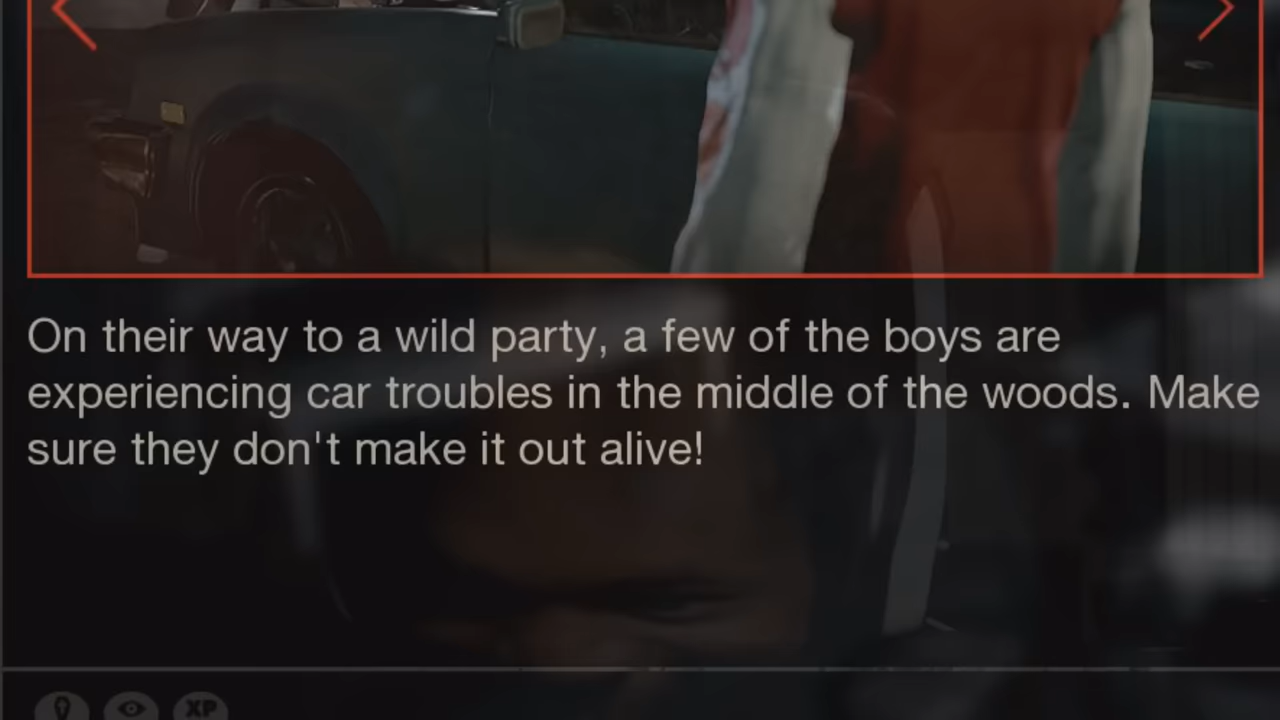 On their way to a wild party, a few of the boys are
experiencing car troubles in the middle of the woods. Make
sure they don't make it out alive!
XP